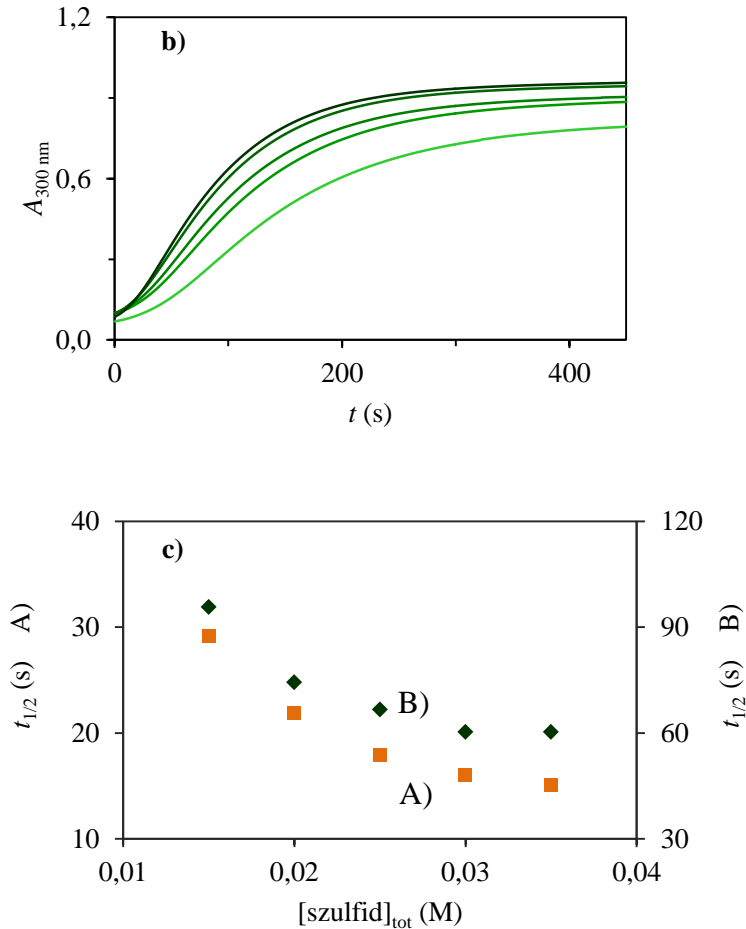 b)
1,2
0,6
0,0
A300 nm
0 200 400
t (s)
c)
40 120
30 90
20 60
10 30
t1/2 (s) A)
t1/2 (s) B)
B)
A)
0,01 0,02 0,03 0,04
[szulfid]tot (M)